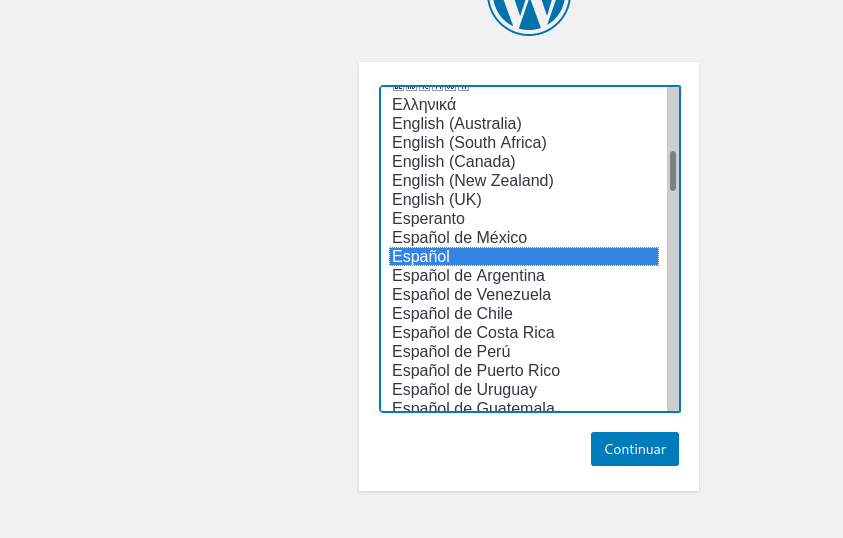 Ελληνικά
English (Australia)
English (South Africa)
English (Canada)
English (New Zealand)
English (UK)
Esperanto
Español de México
Español
Español de Argentina
Español de Venezuela
Español de Chile
Español de Costa Rica
Español de Perú
Español de Puerto Rico
Español de Uruguay
Español de Guatemala
Continuar